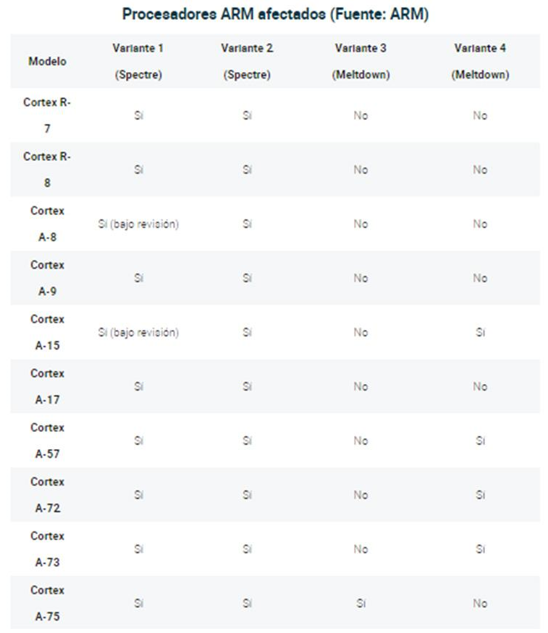 Procesadores ARM afectados (Fuente: ARM)
Modelo Variante 1 (Spectre) Variante 2 (Spectre) Variante 3 (Meltdown) Variante 4 (Meltdown)
Cortex R-7 Sí Sí No No
Cortex R-8 Sí Sí No No
Cortex A-8 Sí (bajo revisión) Sí No No
Cortex A-9 Sí Sí No No
Cortex A-15 Sí (bajo revisión) Sí No Sí
Cortex A-17 Sí Sí No No
Cortex A-57 Sí Sí No Sí
Cortex A-72 Sí Sí No Sí
Cortex A-73 Sí Sí No Sí
Cortex A-75 Sí Sí Sí No